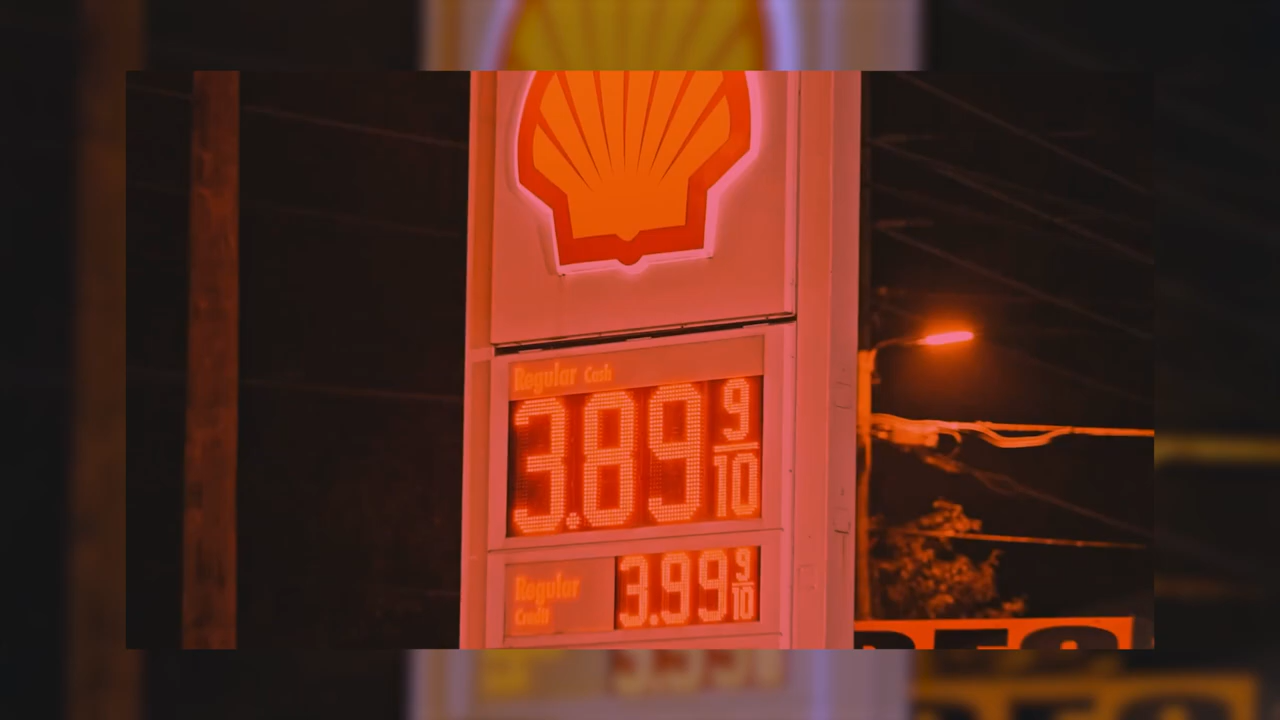 Regular Cash
3.89 9/10
Regular
Credit
3.99 9/10